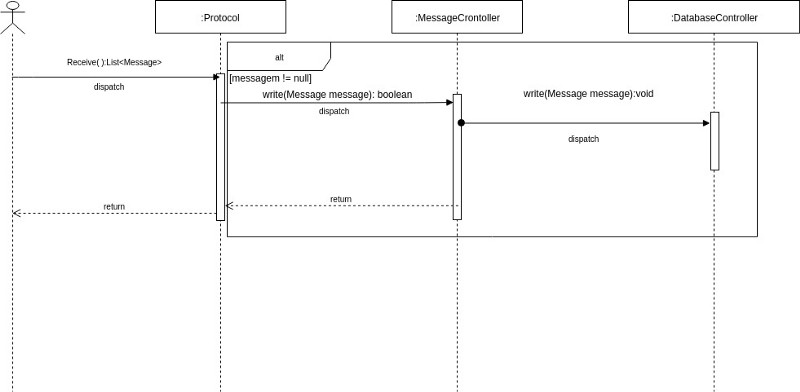 :Protocol
:MessageCrontoller
:DatabaseController
alt
Receive( ):List<Message>
[messagem != null]
dispatch
write(Message message): boolean
write(Message message):void
dispatch
dispatch
return
return